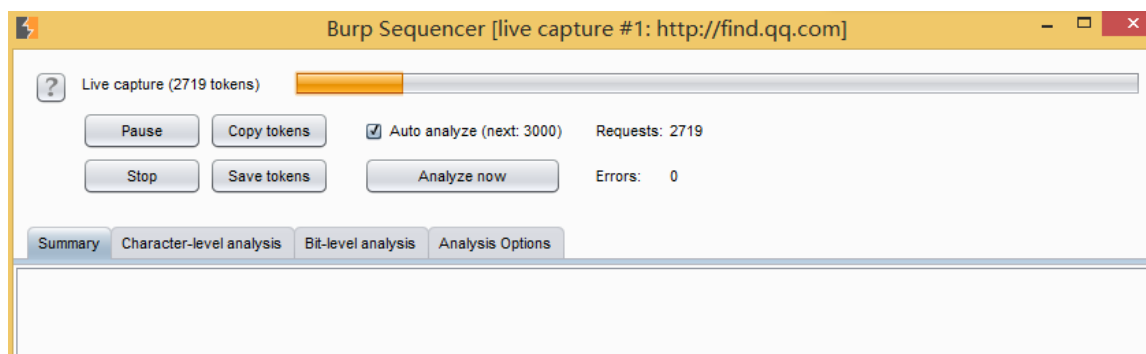 Burp Sequencer [live capture #1: http://find.qq.com]
? Live capture (2719 tokens)
Pause Copy tokens Auto analyze (next: 3000) Requests: 2719
Stop Save tokens Analyze now Errors: 0
Summary Character-level analysis Bit-level analysis Analysis Options